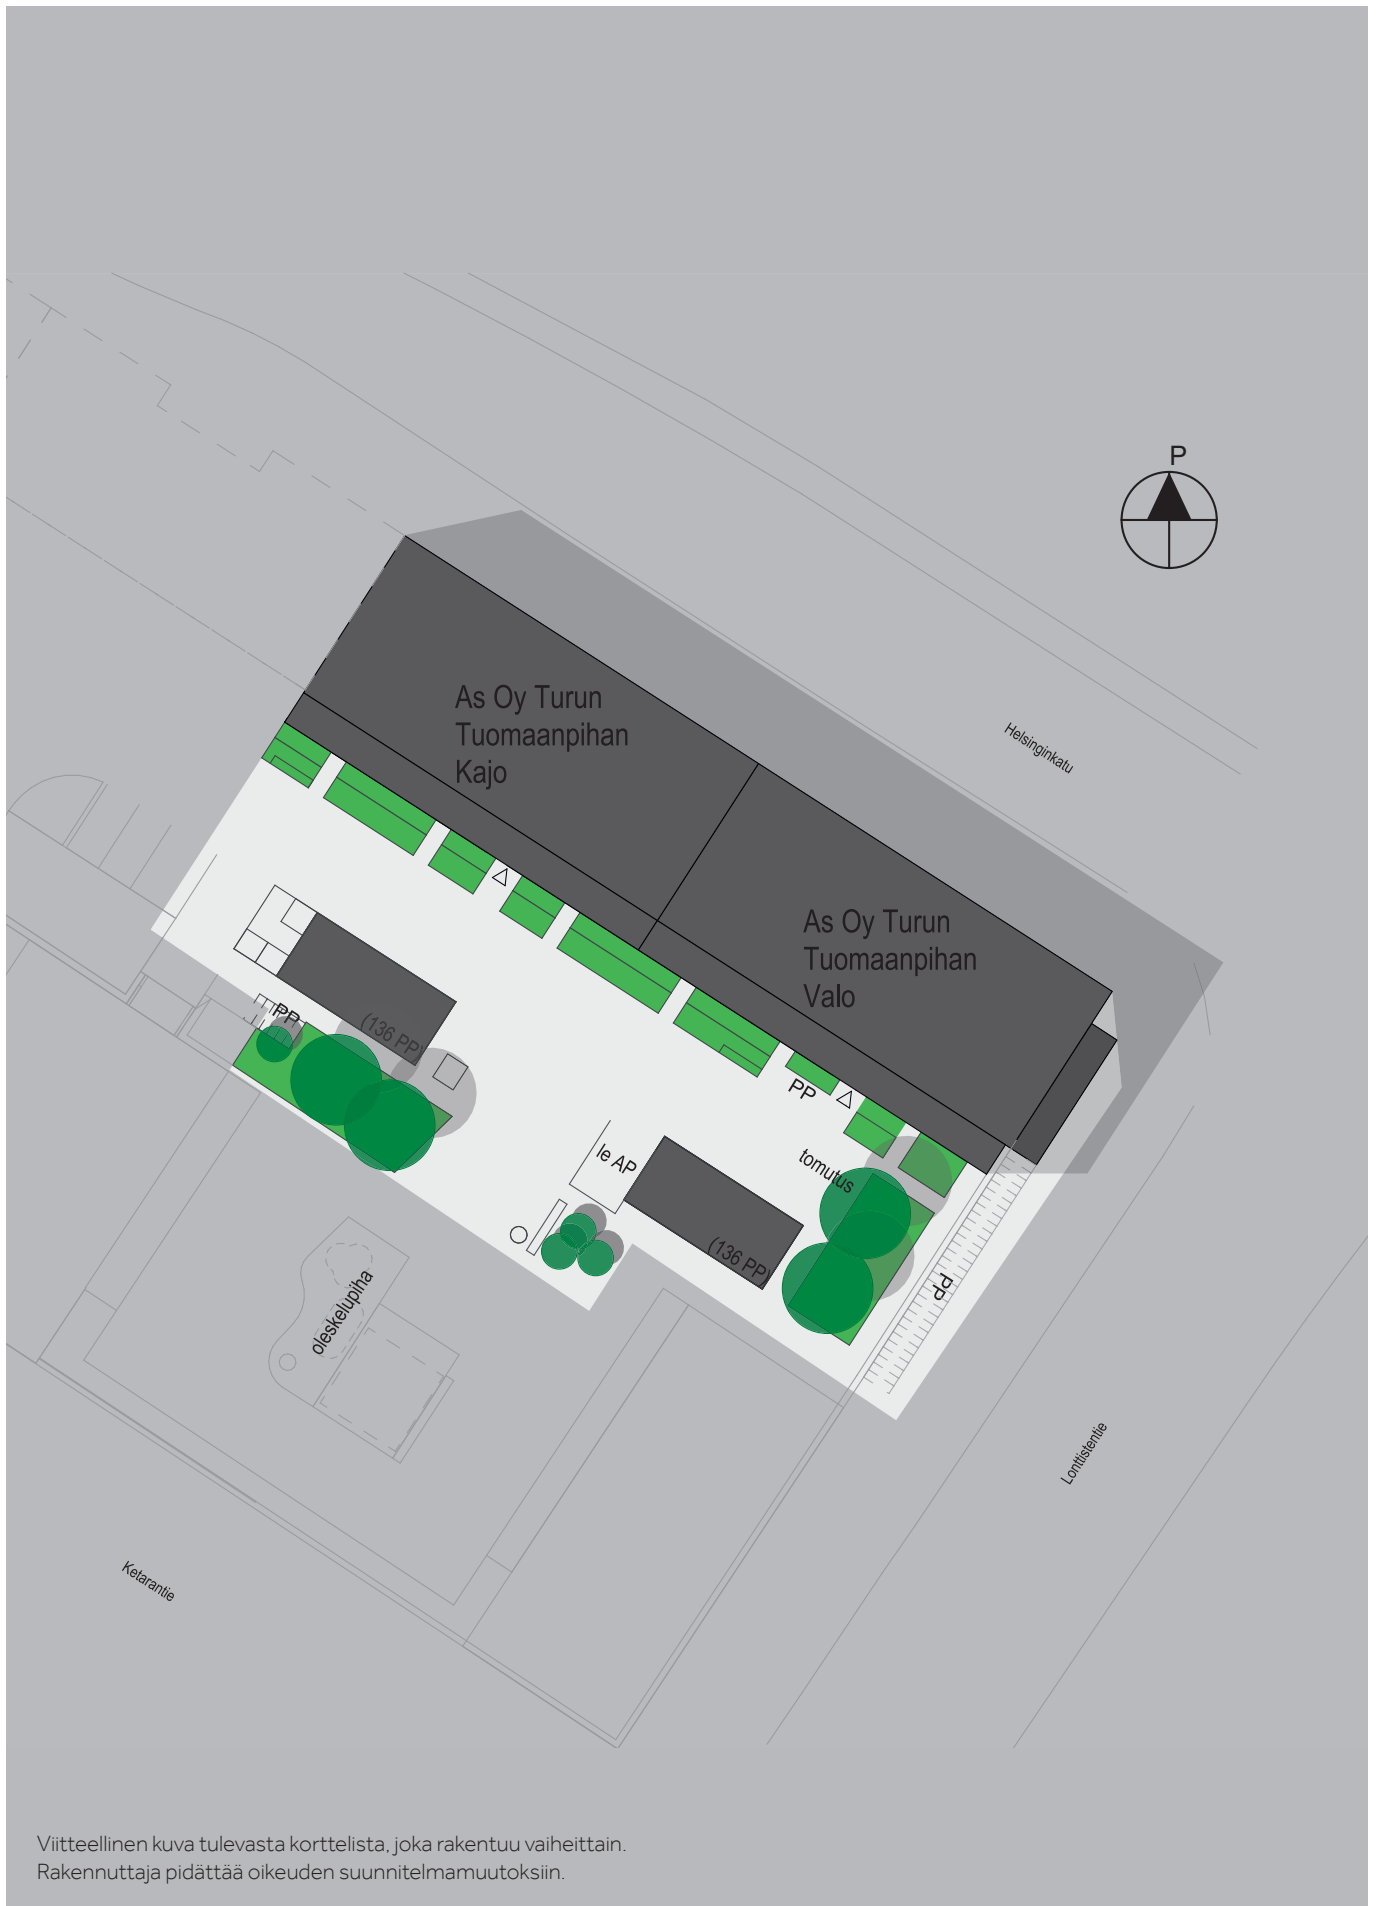 P
As Oy Turun
Tuomaanpihan
Kajo
Helsinginkatu
As Oy Turun
Tuomaanpihan
Valo
PP
(136 PP)
PP
le AP
tomutus
(136 PP)
PP
oleskelupiha
Lonttistentie
Ketarantie
Viitteellinen kuva tulevasta korttelista, joka rakentuu vaiheittain.
Rakennuttaja pidättää oikeuden suunnitelmamuutoksiin.